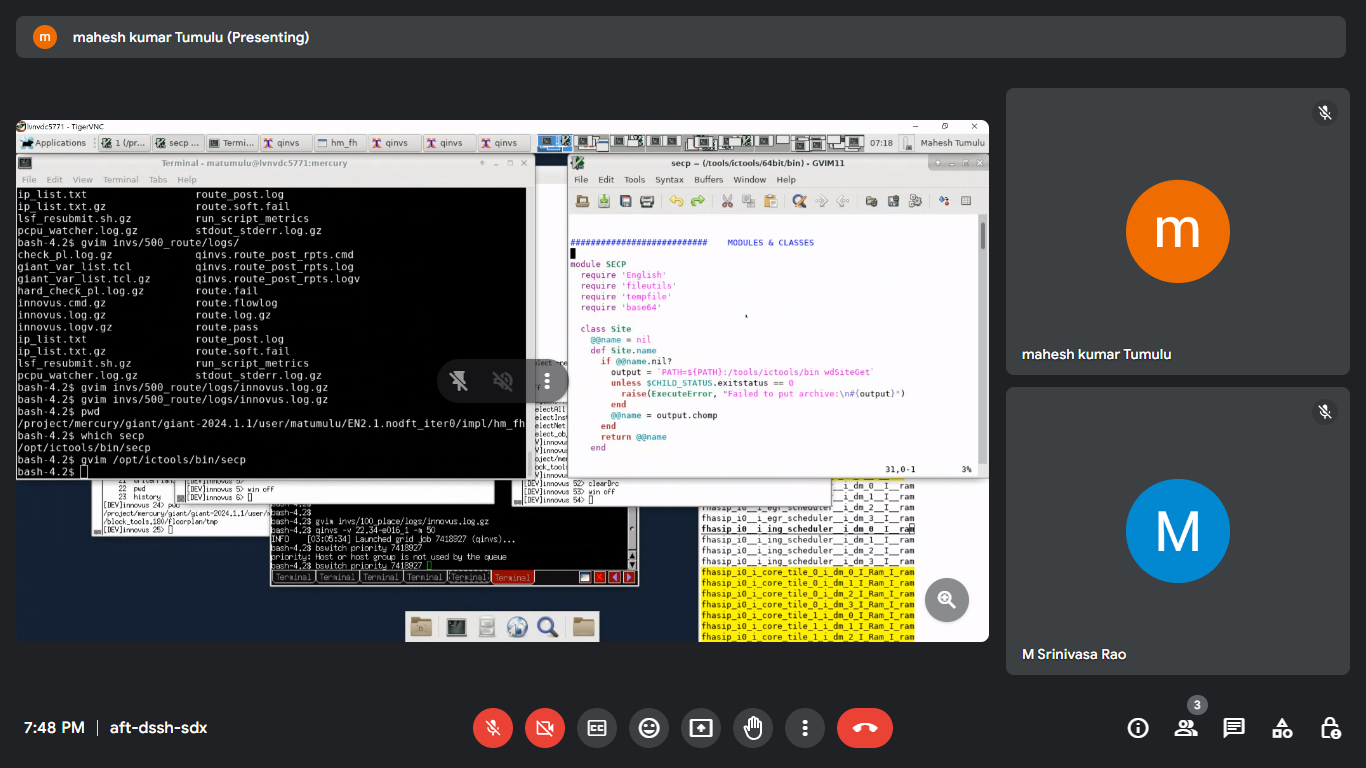 m
mahesh kumar Tumulu (Presenting)
lvnvdc5771 - TigerVNC
Applications
1 (/pr...
secp ...
Termi...
qinvs
hm_fh
qinvs
qinvs
qinvs
07:18
Mahesh Tumulu
Terminal - matumulu@lvnvdc5771:mercury
File Edit View Terminal Tabs Help
ip_list.txt route_post.log
ip_list.txt.gz route.soft.fail
lsf_resubmit.sh.gz run_script_metrics
pcpu_watcher.log.gz stdout_stderr.log.gz
bash-4.2$ gvim invs/500_route/logs/
check_pl.log.gz qinvs.route_post_rpts.cmd
giant_var_list.tcl qinvs.route_post_rpts.log
giant_var_list.tcl.gz qinvs.route_post_rpts.logv
hard_check_pl.log.gz route.fail
innovus.cmd.gz route.flowlog
innovus.log.gz route.log.gz
innovus.logv.gz route.pass
ip_list.txt route_post.log
ip_list.txt.gz route.soft.fail
lsf_resubmit.sh.gz run_script_metrics
pcpu_watcher.log.gz stdout_stderr.log.gz
bash-4.2$ gvim invs/500_route/logs/innovus.log.gz
bash-4.2$ gvim invs/500_route/logs/innovus.log.gz
bash-4.2$ pwd
/project/mercury/giant/giant-2024.1.1/user/matumulu/EN2.1.nodft_iter0/impl/hm_fh
bash-4.2$ which secp
/opt/ictools/bin/secp
bash-4.2$ gvim /opt/ictools/bin/secp
bash-4.2$
secp – (/tools/ictools/64bit/bin) - GVIM11
File Edit Tools Syntax Buffers Window Help
########################### MODULES & CLASSES
module SECP
require 'English'
require 'fileutils'
require 'tempfile'
require 'base64'
class Site
@@name = nil
def Site.name
if @@name.nil?
output = `PATH=${PATH}:/tools/ictools/bin wdSiteGet`
unless $CHILD_STATUS.exitstatus == 0
raise(ExecuteError, "Failed to put archive:\n#{output}")
end
@@name = output.chomp
end
return @@name
end
31,0-1 3%
22 pwd
23 history
[DEV]innovus 24> pwd
/project/mercury/giant/giant-2024.1.1/user/
/block_tools.180/floorplan/tmp
[DEV]innovus 25>
[DEV]innovus 5>
win off
[DEV]innovus 6>
[DEV]innovus 52> clearDrc
[DEV]innovus 53> win off
[DEV]innovus 54>
bash-4.2$
bash-4.2$ gvim invs/100_place/logs/innovus.log.gz
bash-4.2$ qinvs -v 22.34-e016_1 -m 50
INFO [03:05:34] Launched grid job 7418927 (qinvs)...
bash-4.2$ bswitch priority 7418927
priority: Host or host group is not used by the queue
bash-4.2$ bswitch priority 7418927
Terminal Terminal Terminal Terminal Terminal Terminal
__i_dm_0__I__ram
__i_dm_1__I__ram
fhasip_i0__i_egr_scheduler__i_dm_2__I__ram
fhasip_i0__i_egr_scheduler__i_dm_3__I__ram
fhasip_i0__i_ing_scheduler__i_dm_0__I__ram
fhasip_i0__i_ing_scheduler__i_dm_1__I__ram
fhasip_i0__i_ing_scheduler__i_dm_2__I__ram
fhasip_i0__i_ing_scheduler__i_dm_3__I__ram
fhasip_i0_i_core_tile_0_i_dm_0_I_Ram_I_ram
fhasip_i0_i_core_tile_0_i_dm_1_I_Ram_I_ram
fhasip_i0_i_core_tile_0_i_dm_2_I_Ram_I_ram
fhasip_i0_i_core_tile_0_i_dm_3_I_Ram_I_ram
fhasip_i0_i_core_tile_1_i_dm_0_I_Ram_I_ram
fhasip_i0_i_core_tile_1_i_dm_1_I_Ram_I_ram
fhasip_i0_i_core_tile_1_i_dm_2_I_Ram_I_ram
m
mahesh kumar Tumulu
M
M Srinivasa Rao
7:48 PM | aft-dssh-sdx
3